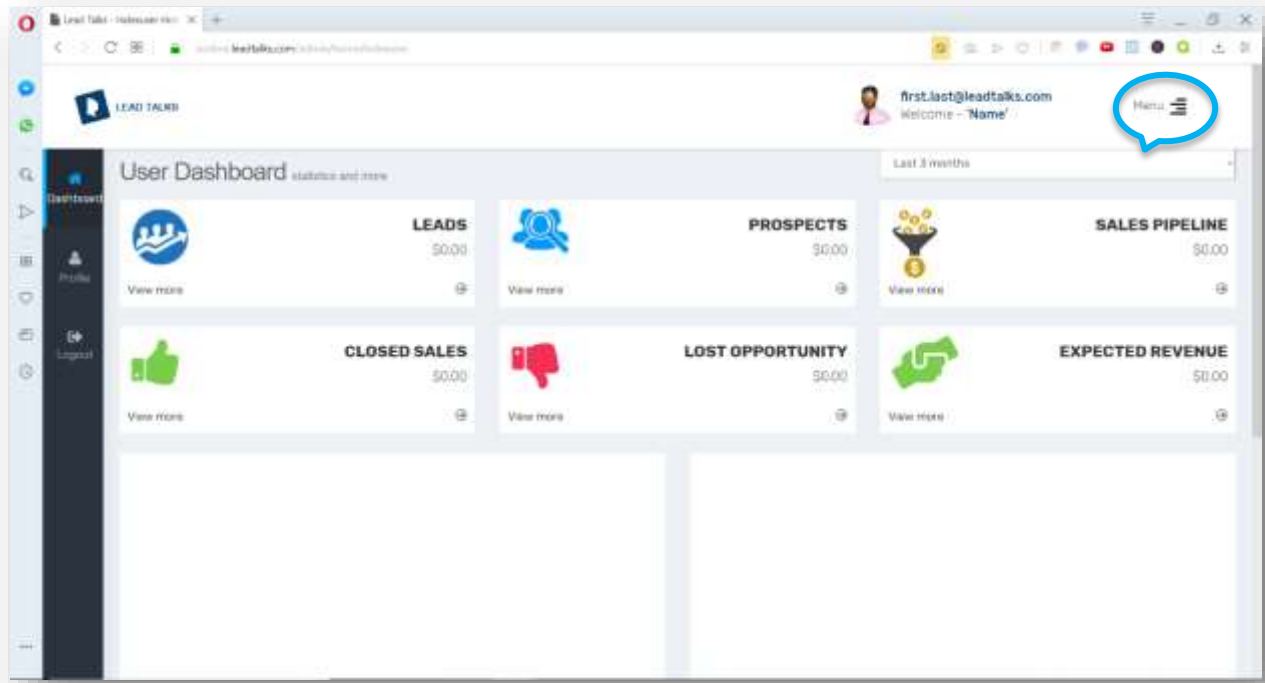 Lead Talks -
leadtalks.com
LEAD TALKS
first.last@leadtalks.com
Welcome - 'Name'
Menu
User Dashboard statistics and more
Last 3 months
Dashboard
Profile
Logout
LEADS
$0.00
View more
PROSPECTS
$0.00
View more
SALES PIPELINE
$0.00
View more
CLOSED SALES
$0.00
View more
LOST OPPORTUNITY
$0.00
View more
EXPECTED REVENUE
$0.00
View more